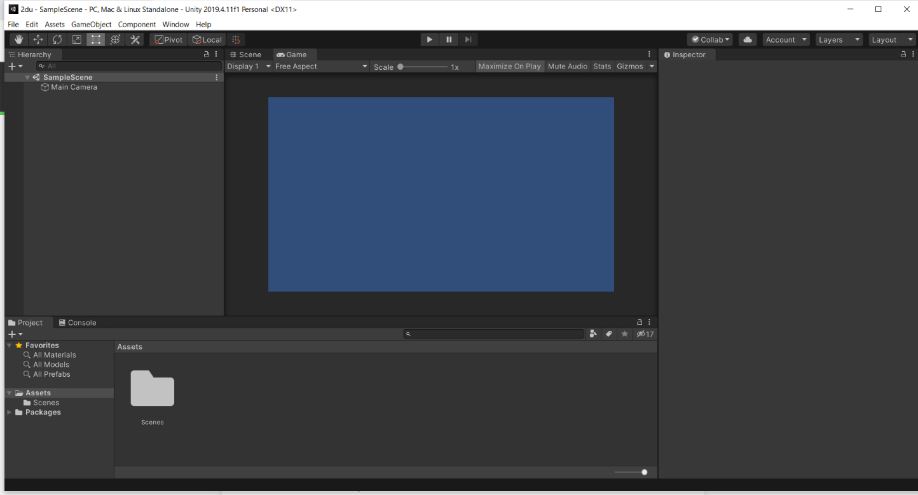 2du - SampleScene - PC, Mac & Linux Standalone - Unity 2019.4.11f1 Personal <DX11>
File Edit Assets GameObject Component Window Help
Pivot Local Collab Account Layers Layout
Hierarchy
All
SampleScene
Main Camera
Scene Game
Display 1 Free Aspect Scale 1x Maximize On Play Mute Audio Stats Gizmos
Inspector
Project Console
17
Favorites
All Materials
All Models
All Prefabs
Assets
Scenes
Packages
Assets
Scenes